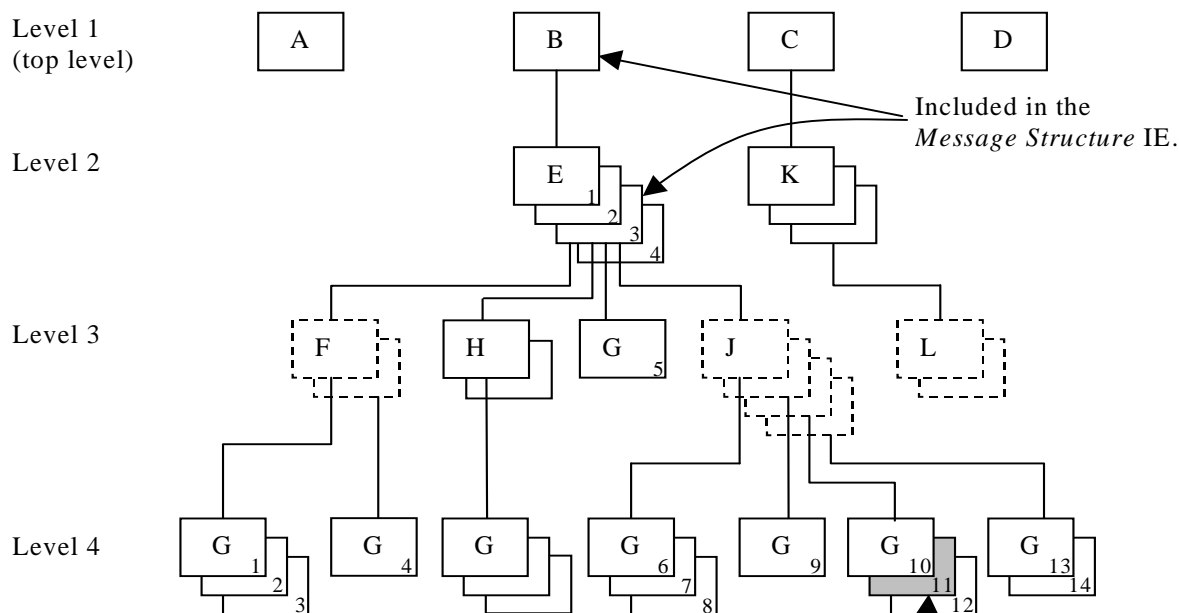 Level 1
(top level)
A
B
C
D
Included in the
Message Structure IE.
Level 2
E
1
2
3
4
K
Level 3
F
H
G
5
J
L
Level 4
G
1
2
3
G
4
G
G
6
7
8
G
9
G
10
11
12
G
13
14